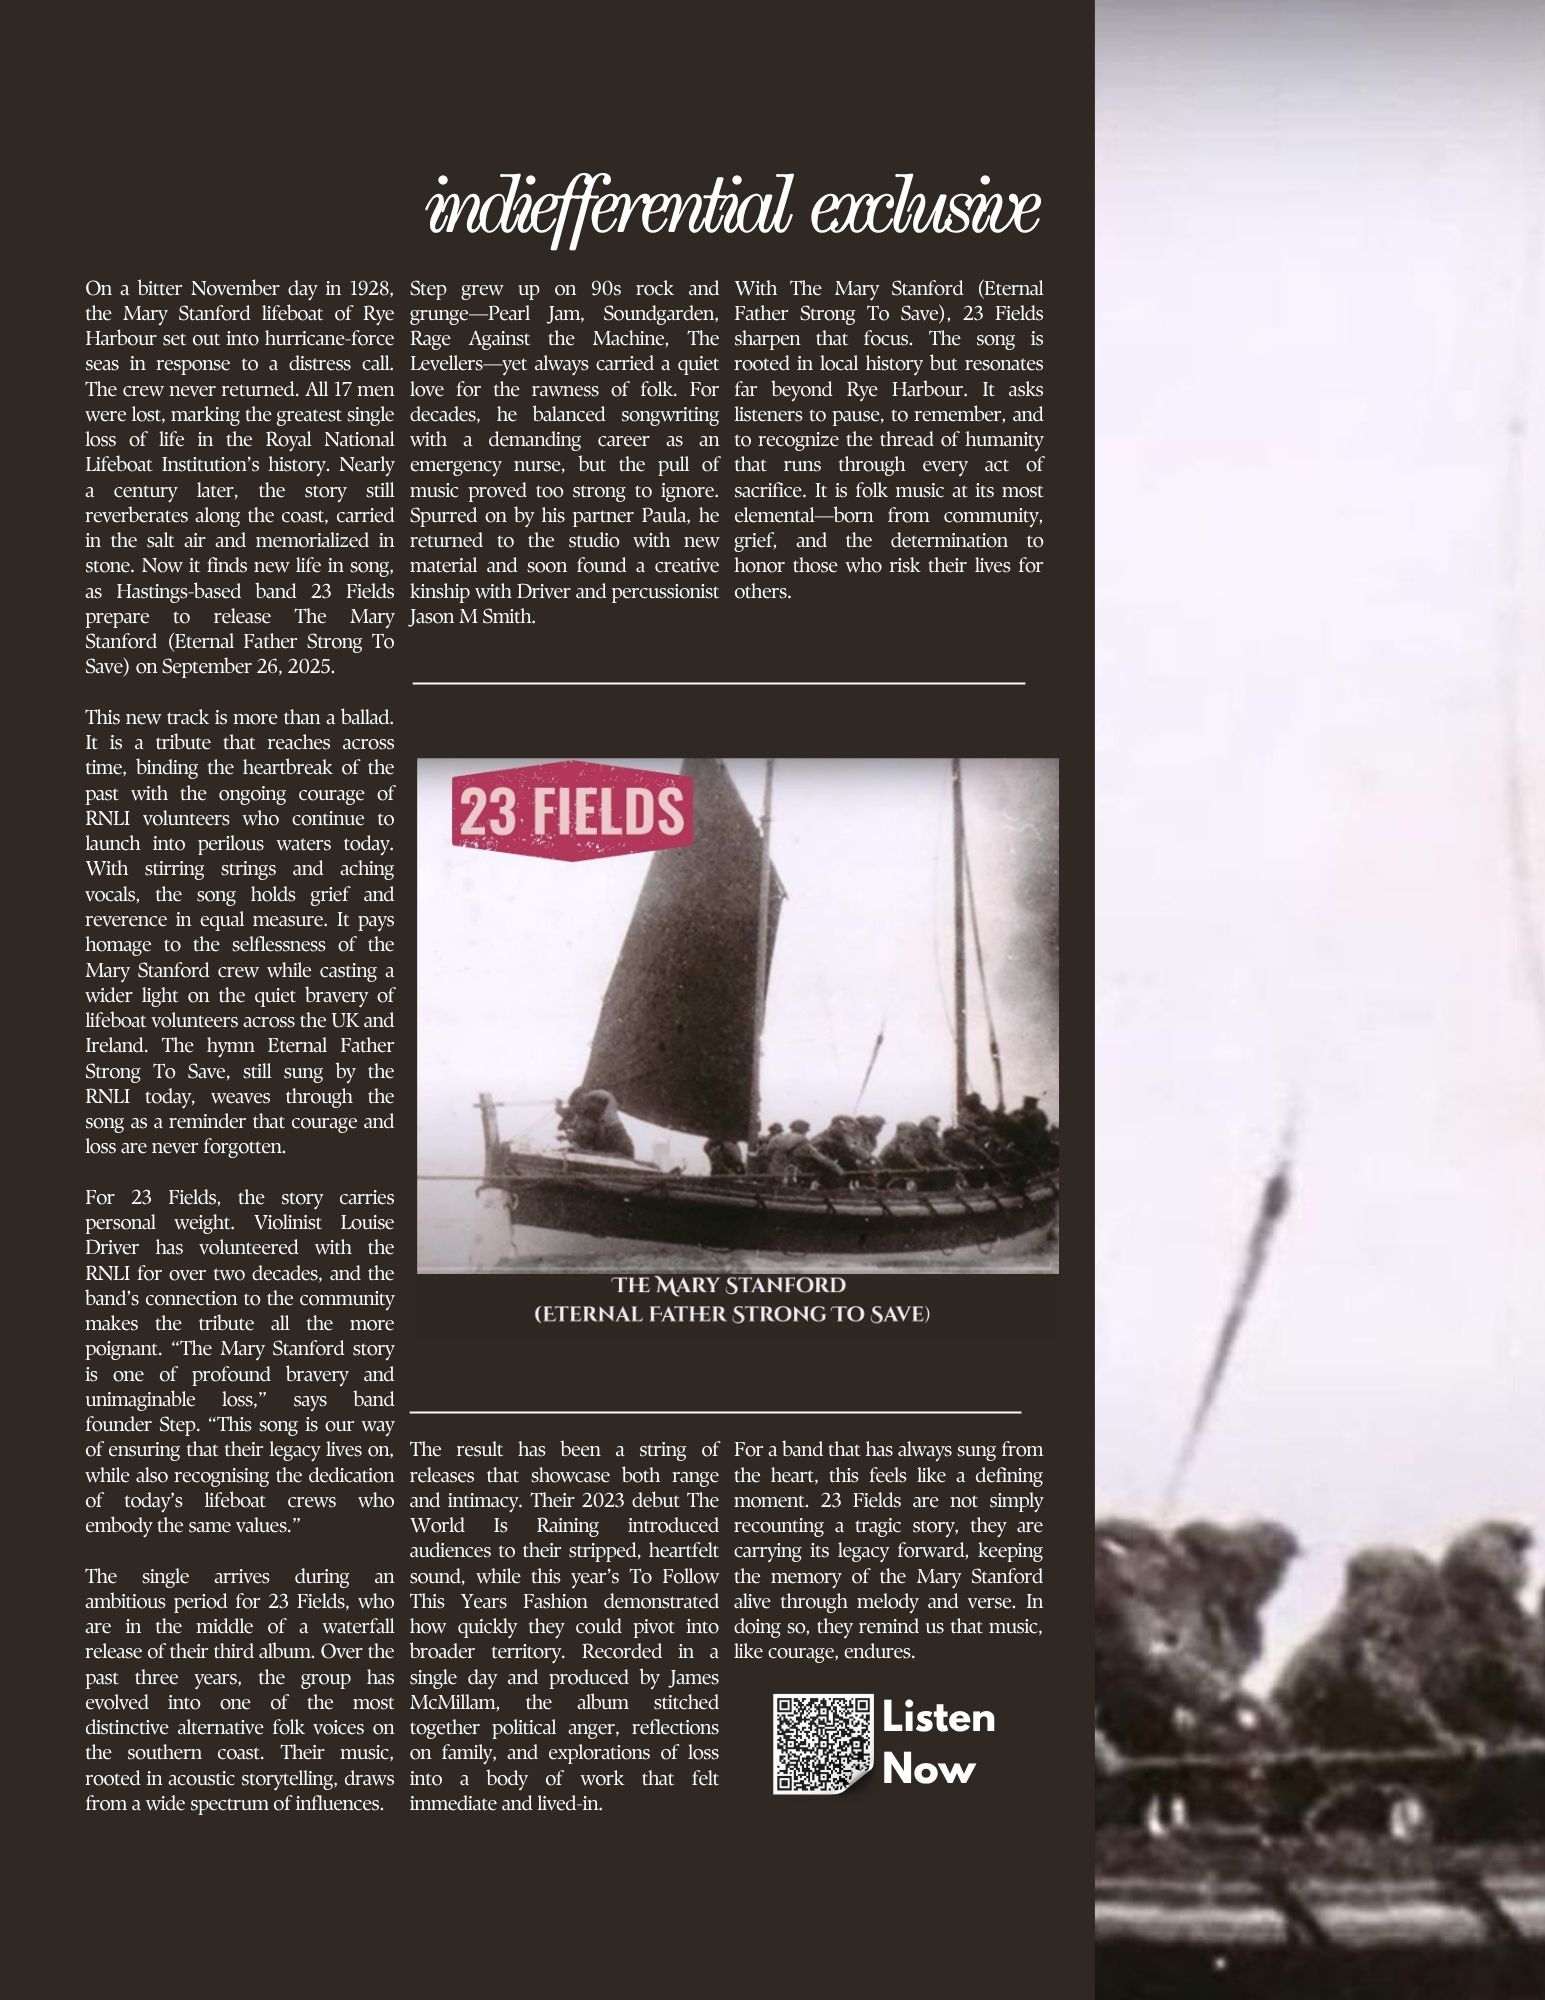 indiefferential exclusive
On a bitter November day in 1928,
the Mary Stanford lifeboat of Rye
Harbour set out into hurricane-force
seas in response to a distress call.
The crew never returned. All 17 men
were lost, marking the greatest single
loss of life in the Royal National
Lifeboat Institution's history. Nearly
a century later, the story still
reverberates along the coast, carried
in the salt air and memorialized in
stone. Now it finds new life in song,
as Hastings-based band 23 Fields
prepare to release The Mary
Stanford (Eternal Father Strong To
Save) on September 26, 2025.
This new track is more than a ballad.
It is a tribute that reaches across
time, binding the heartbreak of the
past with the ongoing courage of
RNLI volunteers who continue to
launch into perilous waters today.
With stirring strings and aching
vocals, the song holds grief and
reverence in equal measure. It pays
homage to the selflessness of the
Mary Stanford crew while casting a
wider light on the quiet bravery of
lifeboat volunteers across the UK and
Ireland. The hymn Eternal Father
Strong To Save, still sung by the
RNLI today, weaves through the
song as a reminder that courage and
loss are never forgotten.
For 23 Fields, the story carries
personal weight. Violinist Louise
Driver has volunteered with the
RNLI for over two decades, and the
band's connection to the community
makes the tribute all the more
poignant. “The Mary Stanford story
is one of profound bravery and
unimaginable loss,” says band
founder Step. “This song is our way
of ensuring that their legacy lives on,
while also recognising the dedication
of today's lifeboat crews who
embody the same values.”
The single arrives during an
ambitious period for 23 Fields, who
are in the middle of a waterfall
release of their third album. Over the
past three years, the group has
evolved into one of the most
distinctive alternative folk voices on
the southern coast. Their music,
rooted in acoustic storytelling, draws
from a wide spectrum of influences.
Step grew up on 90s rock and
grunge—Pearl Jam, Soundgarden,
Rage Against the Machine, The
Levellers—yet always carried a quiet
love for the rawness of folk. For
decades, he balanced songwriting
with a demanding career as an
emergency nurse, but the pull of
music proved too strong to ignore.
Spurred on by his partner Paula, he
returned to the studio with new
material and soon found a creative
kinship with Driver and percussionist
Jason M Smith.
With The Mary Stanford (Eternal
Father Strong To Save), 23 Fields
sharpen that focus. The song is
rooted in local history but resonates
far beyond Rye Harbour. It asks
listeners to pause, to remember, and
to recognize the thread of humanity
that runs through every act of
sacrifice. It is folk music at its most
elemental—born from community,
grief, and the determination to
honor those who risk their lives for
others.
23 FIELDS
THE MARY STANFORD
(ETERNAL FATHER STRONG TO SAVE)
The result has been a string of
releases that showcase both range
and intimacy. Their 2023 debut The
World Is Raining introduced
audiences to their stripped, heartfelt
sound, while this year's To Follow
This Years Fashion demonstrated
how quickly they could pivot into
broader territory. Recorded in a
single day and produced by James
McMillam, the album stitched
together political anger, reflections
on family, and explorations of loss
into a body of work that felt
immediate and lived-in.
For a band that has always sung from
the heart, this feels like a defining
moment. 23 Fields are not simply
recounting a tragic story, they are
carrying its legacy forward, keeping
the memory of the Mary Stanford
alive through melody and verse. In
doing so, they remind us that music,
like courage, endures.
Listen
Now